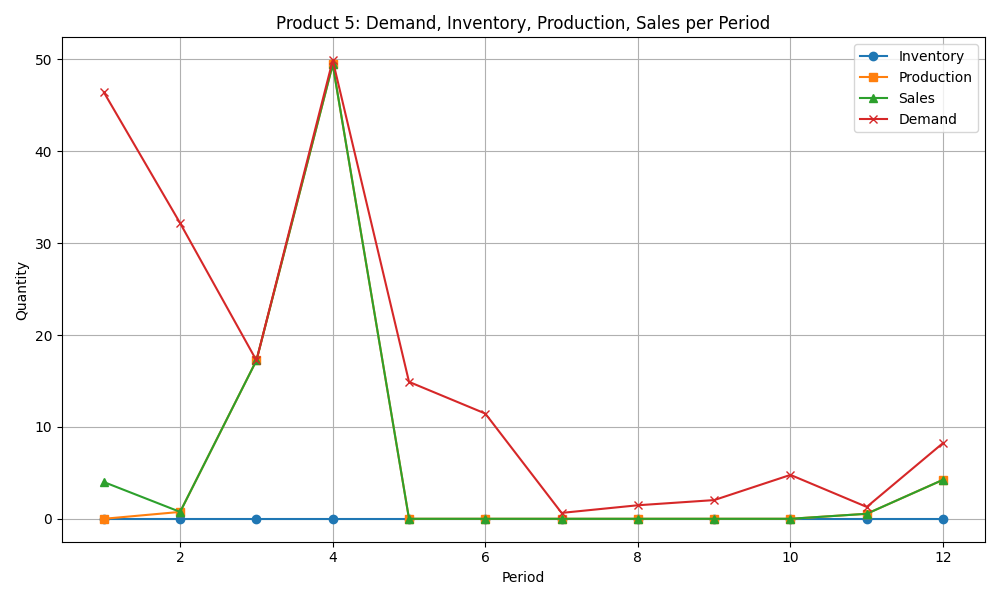 Product 5: Demand, Inventory, Production, Sales per Period
Inventory
Production
Sales
Demand
50
40
30
20
10
0
Quantity
2 4 6 8 10 12
Period